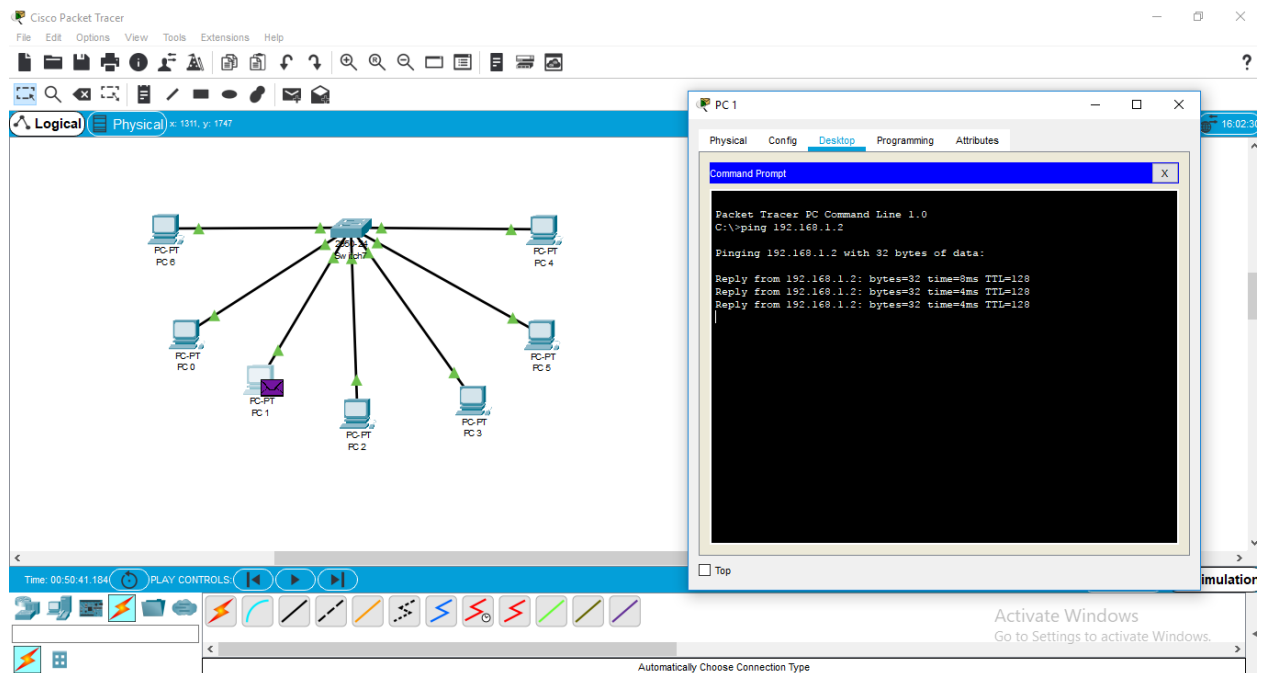 Cisco Packet Tracer
File Edit Options View Tools Extensions Help
?
Logical Physical x: 1311, y: 1747
16:02:30
PC-PT
PC 6
2950-24
Switch7
PC-PT
PC 4
PC-PT
PC 0
PC-PT
PC 5
PC-PT
PC 1
PC-PT
PC 3
PC-PT
PC 2
PC 1
Physical Config Desktop Programming Attributes
Command Prompt X
Packet Tracer PC Command Line 1.0
C:\>ping 192.168.1.2
Pinging 192.168.1.2 with 32 bytes of data:
Reply from 192.168.1.2: bytes=32 time=8ms TTL=128
Reply from 192.168.1.2: bytes=32 time=4ms TTL=128
Reply from 192.168.1.2: bytes=32 time=4ms TTL=128
Top
Time: 00:50:41.184 PLAY CONTROLS:
imulation
Activate Windows
Go to Settings to activate Windows.
Automatically Choose Connection Type